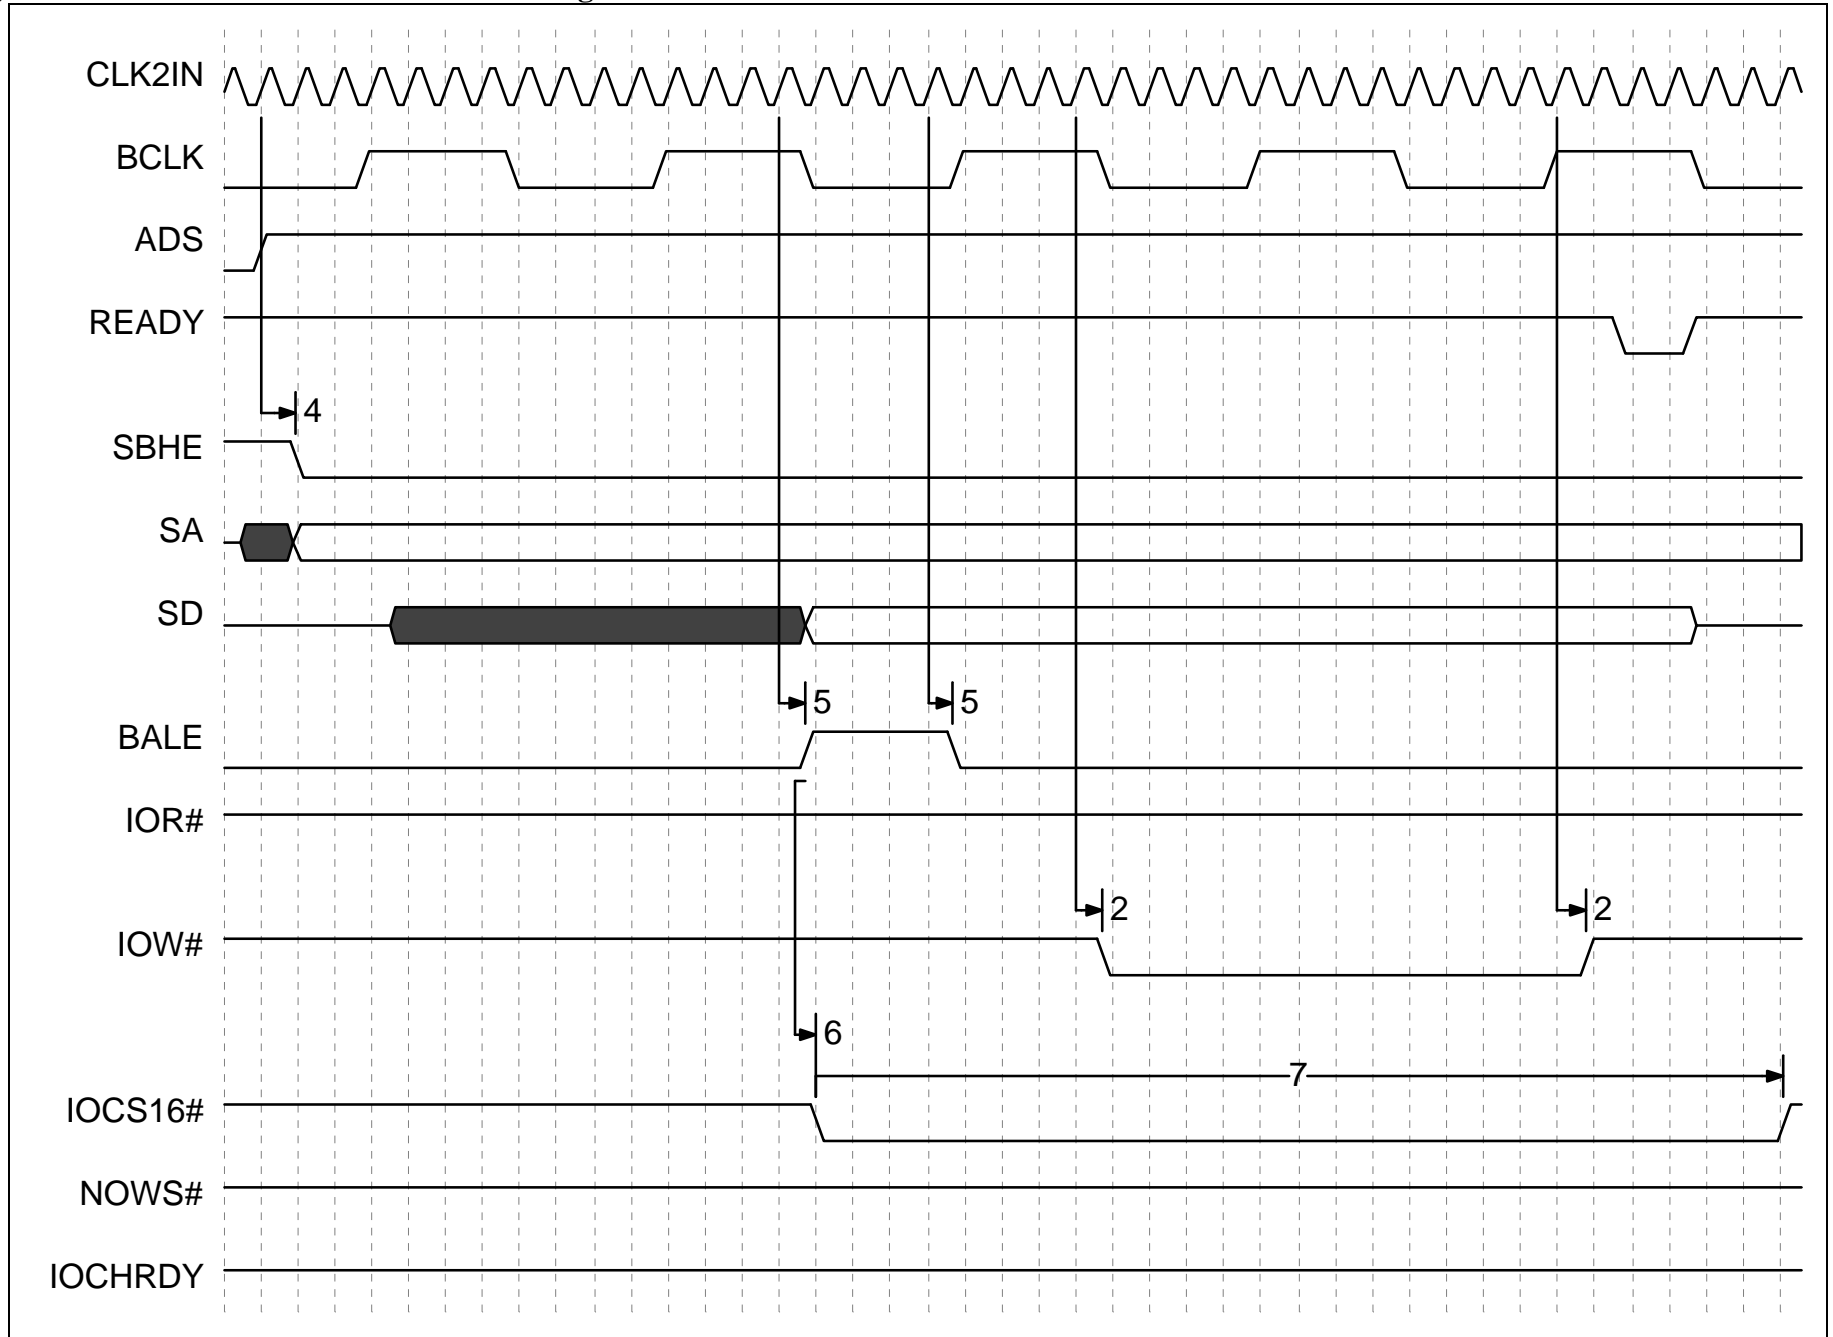 CLK2IN
BCLK
ADS
READY
4
SBHE
SA
SD
5 5
BALE
IOR#
2 2
IOW#
6
7
IOCS16#
NOWS#
IOCHRDY